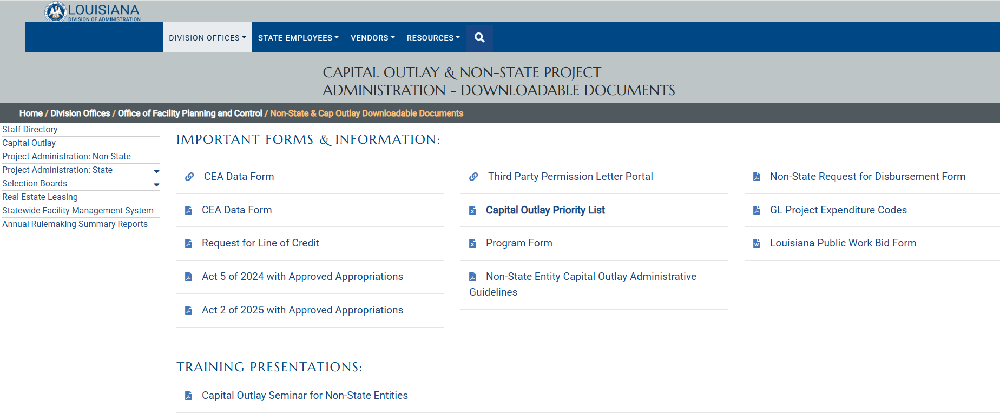 LOUISIANA
DIVISION OF ADMINISTRATION
DIVISION OFFICES STATE EMPLOYEES VENDORS RESOURCES
CAPITAL OUTLAY & NON-STATE PROJECT
ADMINISTRATION - DOWNLOADABLE DOCUMENTS
Home / Division Offices / Office of Facility Planning and Control / Non-State & Cap Outlay Downloadable Documents
Staff Directory
Capital Outlay
Project Administration: Non-State
Project Administration: State
Selection Boards
Real Estate Leasing
Statewide Facility Management System
Annual Rulemaking Summary Reports
IMPORTANT FORMS & INFORMATION:
CEA Data Form
CEA Data Form
Request for Line of Credit
Act 5 of 2024 with Approved Appropriations
Act 2 of 2025 with Approved Appropriations
Third Party Permission Letter Portal
Capital Outlay Priority List
Program Form
Non-State Entity Capital Outlay Administrative
Guidelines
Non-State Request for Disbursement Form
GL Project Expenditure Codes
Louisiana Public Work Bid Form
TRAINING PRESENTATIONS:
Capital Outlay Seminar for Non-State Entities